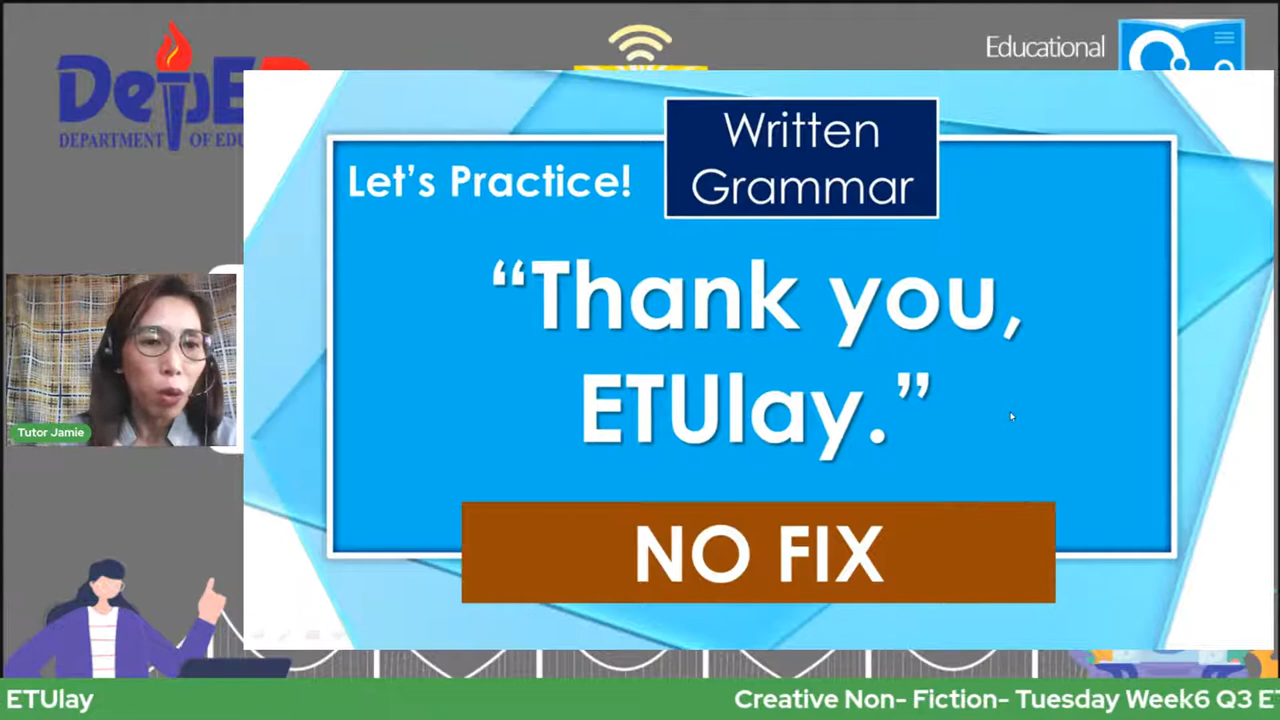 DepE
DEPARTMENT OF EDU
Educational
Written
Grammar
Let's Practice!
“Thank you,
ETUlay.”
NO FIX
Tutor Jamie
ETUlay
Creative Non- Fiction- Tuesday Week6 Q3 ET